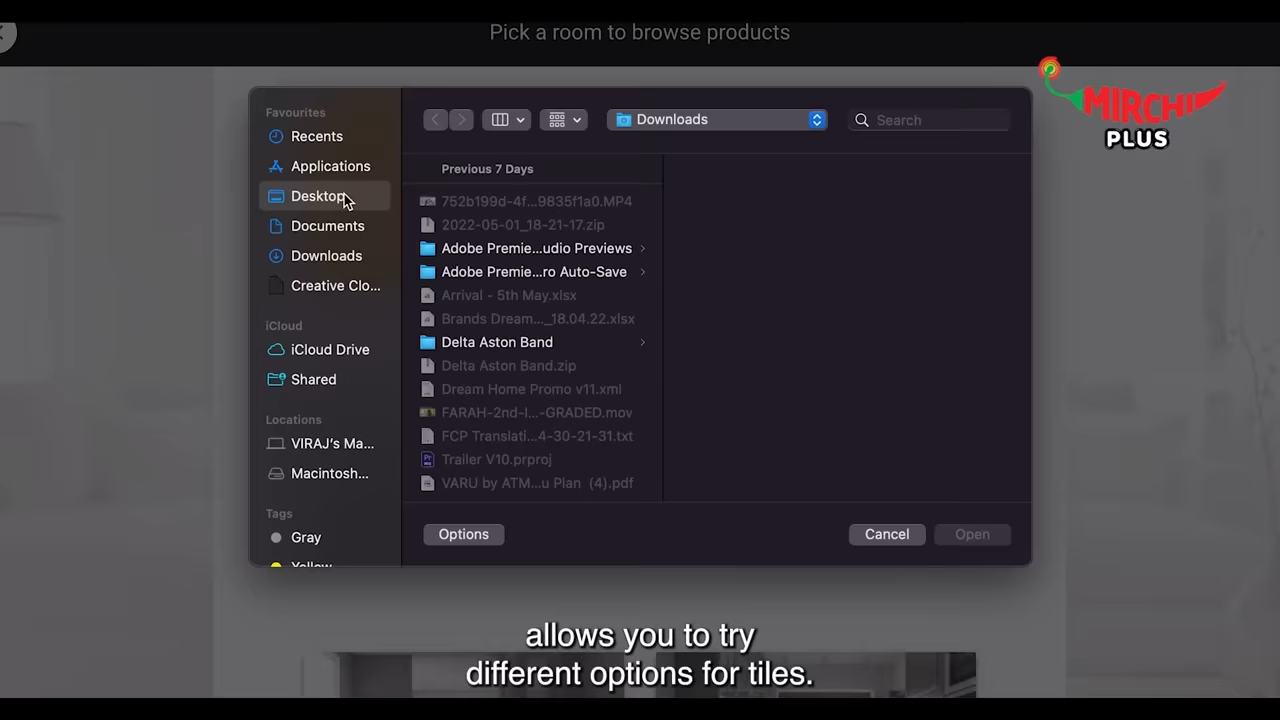 Pick a room to browse products
MIRCHI
PLUS
Favourites
Recents
Applications
Desktop
Documents
Downloads
Creative Clo...
iCloud
iCloud Drive
Shared
Locations
VIRAJ's Ma...
Macintosh...
Tags
Gray
Yellow
Downloads
Search
Previous 7 Days
752b199d-4f...9835f1a0.MP4
2022-05-01_18-21-17.zip
Adobe Premie...udio Previews
Adobe Premie...ro Auto-Save
Arrival - 5th May.xlsx
Brands Dream..._18.04.22.xlsx
Delta Aston Band
Delta Aston Band.zip
Dream Home Promo v11.xml
FARAH-2nd-I...-GRADED.mov
FCP Translati...4-30-21-31.txt
Trailer V10.prproj
VARU by ATM...u Plan (4).pdf
Options
Cancel
Open
allows you to try
different options for tiles.